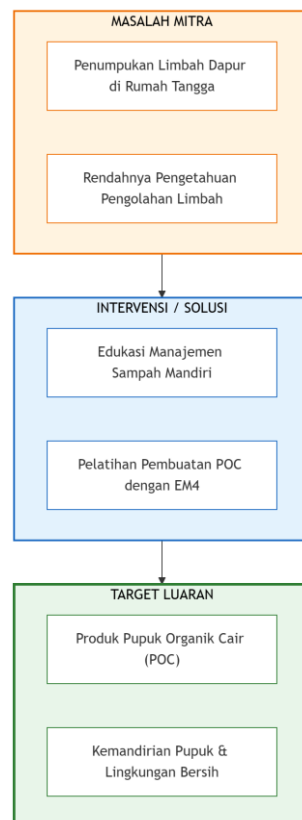 MASALAH MITRA
Penumpukan Limbah Dapur
di Rumah Tangga
Rendahnya Pengetahuan
Pengolahan Limbah
INTERVENSI / SOLUSI
Edukasi Manajemen
Sampah Mandiri
Pelatihan Pembuatan POC
dengan EM4
TARGET LUARAN
Produk Pupuk Organik Cair
(POC)
Kemandirian Pupuk &
Lingkungan Bersih